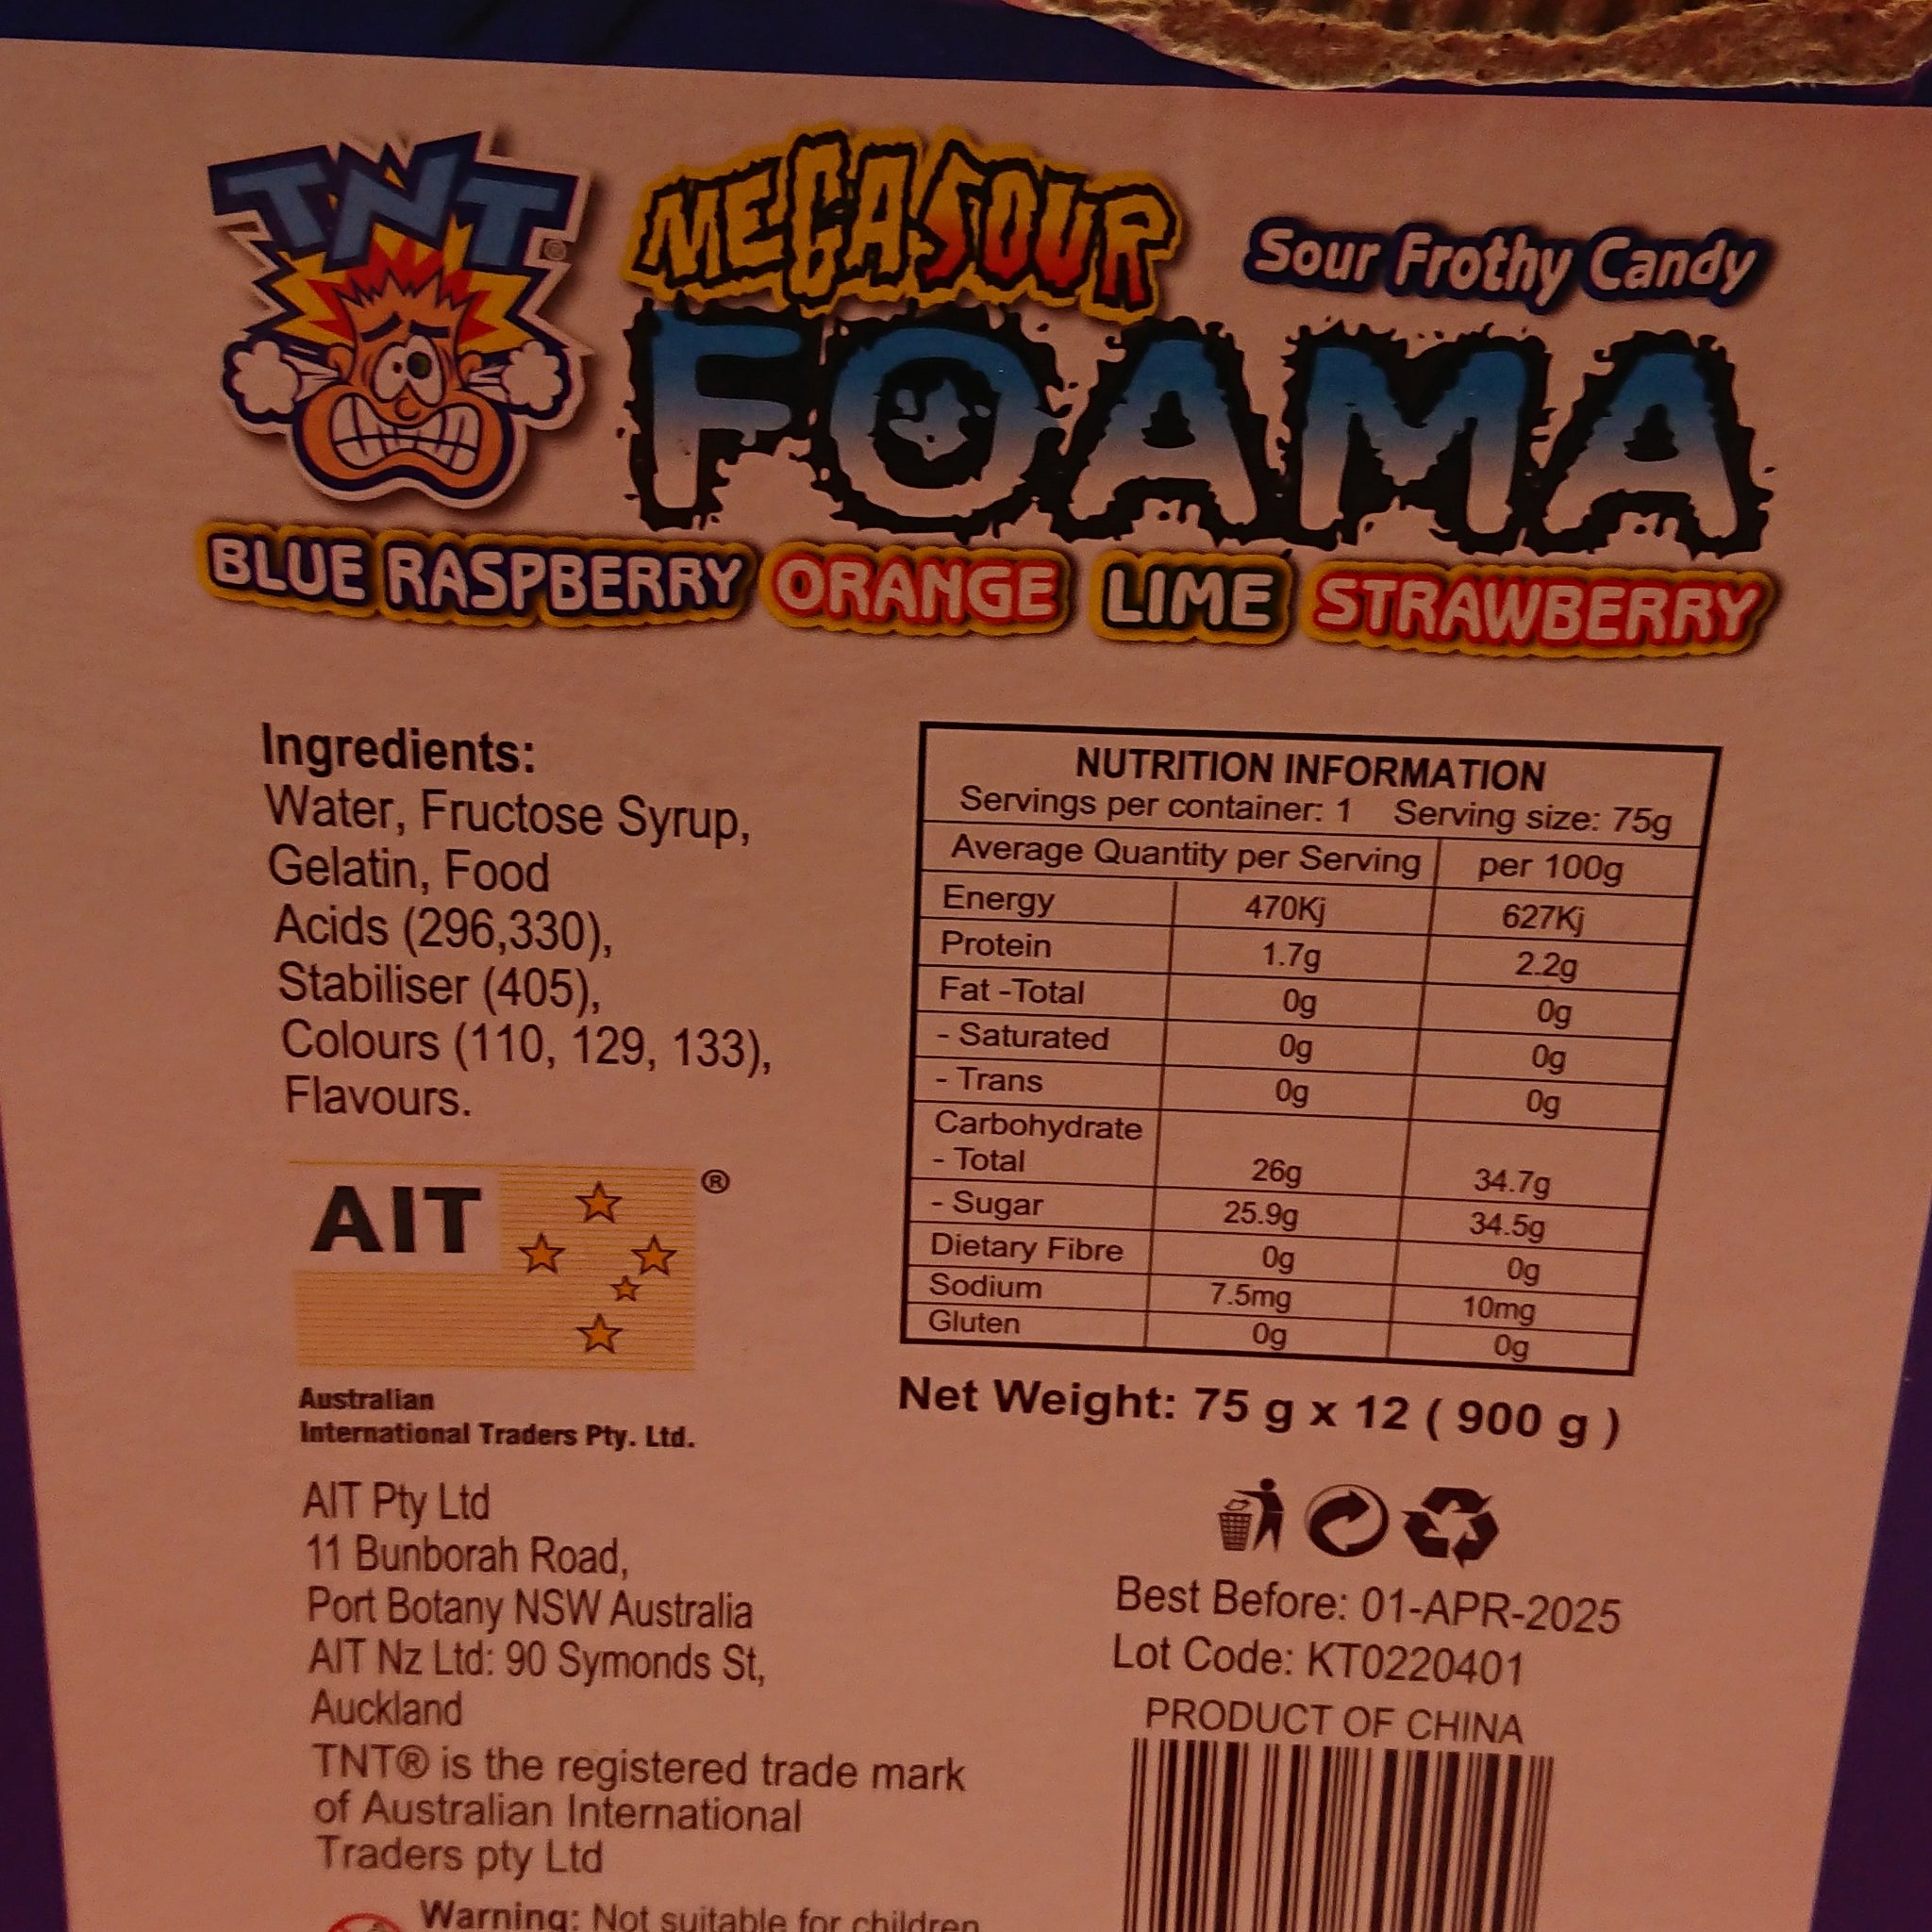 TNT®
MEGA SOUR
Sour Frothy Candy
FOAMA
BLUE RASPBERRY ORANGE LIME STRAWBERRY
Ingredients:
Water, Fructose Syrup,
Gelatin, Food
Acids (296,330),
Stabiliser (405),
Colours (110, 129, 133),
Flavours.
NUTRITION INFORMATION
Servings per container: 1 Serving size: 75g
Average Quantity per Serving per 100g
Energy 470Kj 627Kj
Protein 1.7g 2.2g
Fat -Total 0g 0g
- Saturated 0g 0g
- Trans 0g 0g
Carbohydrate
- Total 26g 34.7g
- Sugar 25.9g 34.5g
Dietary Fibre 0g 0g
Sodium 7.5mg 10mg
Gluten 0g 0g
Net Weight: 75 g x 12 ( 900 g )
AIT ®
Australian
International Traders Pty. Ltd.
AIT Pty Ltd
11 Bunborah Road,
Port Botany NSW Australia
AIT Nz Ltd: 90 Symonds St,
Auckland
TNT® is the registered trade mark
of Australian International
Traders pty Ltd
Warning: Not suitable for children
Best Before: 01-APR-2025
Lot Code: KT0220401
PRODUCT OF CHINA